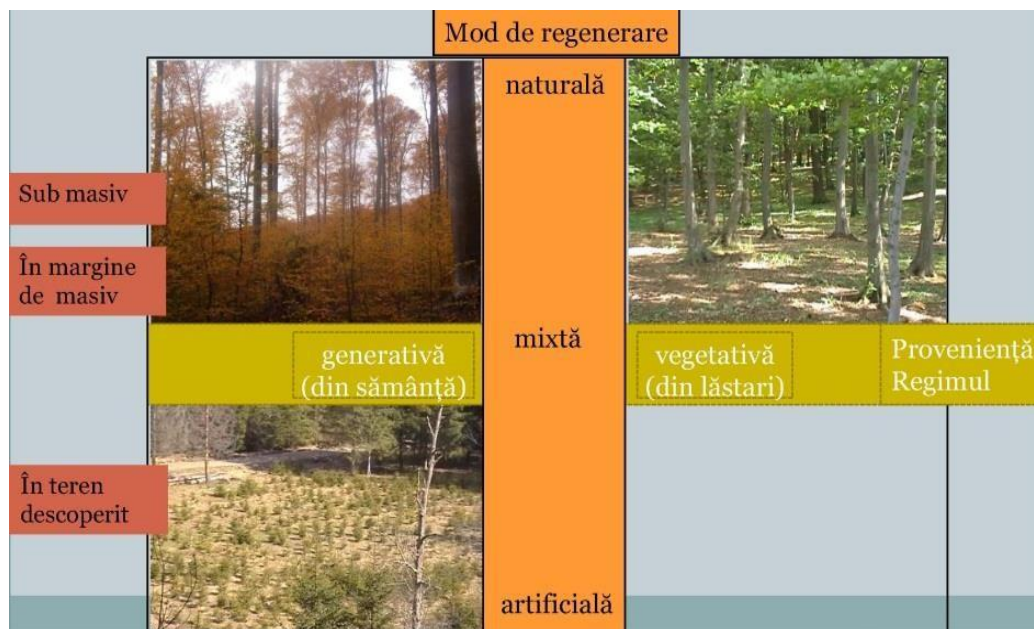 Mod de regenerare
naturală
Sub masiv
În margine
de masiv
mixtă
generativă
(din sămânță)
vegetativă
(din lăstari)
Proveniență
Regimul
În teren
descoperit
artificială